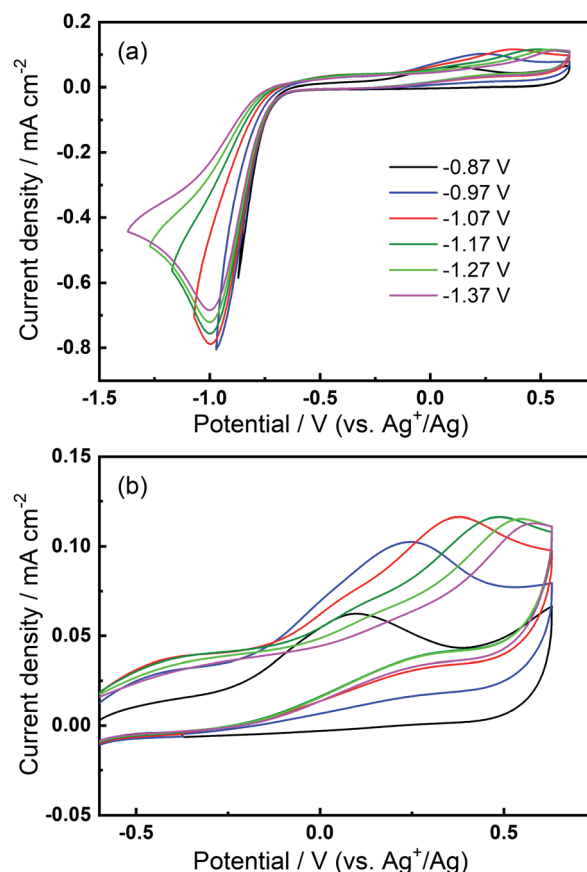 (a)
0.2
0.0
-0.2
-0.4
-0.6
-0.8
Current density / mA cm⁻²
-0.87 V
-0.97 V
-1.07 V
-1.17 V
-1.27 V
-1.37 V
-1.5 -1.0 -0.5 0.0 0.5
Potential / V (vs. Ag⁺/Ag)
(b)
0.15
0.10
0.05
0.00
-0.05
Current density / mA cm⁻²
-0.5 0.0 0.5
Potential / V (vs. Ag⁺/Ag)